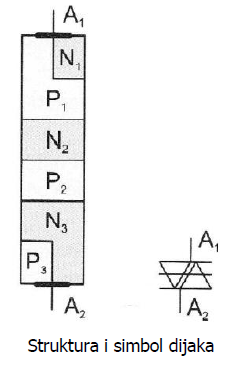 A1
N1
P1
N2
P2
N3
P3
A2
A1
A2
Struktura i simbol dijaka